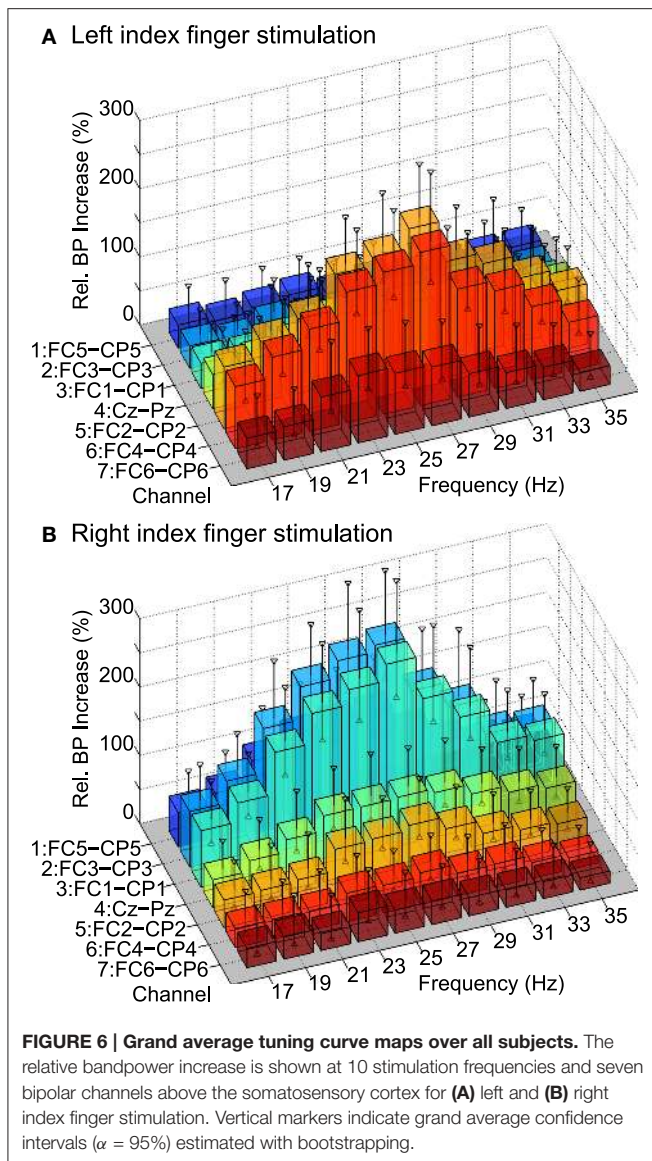 A Left index finger stimulation
300
200
100
0
Rel. BP Increase (%)
1:FC5−CP5
2:FC3−CP3
3:FC1−CP1
4:Cz−Pz
5:FC2−CP2
6:FC4−CP4
7:FC6−CP6
Channel
17
19
21
23
25
27
29
31
33
35
Frequency (Hz)
B Right index finger stimulation
300
200
100
0
Rel. BP Increase (%)
1:FC5−CP5
2:FC3−CP3
3:FC1−CP1
4:Cz−Pz
5:FC2−CP2
6:FC4−CP4
7:FC6−CP6
Channel
17
19
21
23
25
27
29
31
33
35
Frequency (Hz)
FIGURE 6 | Grand average tuning curve maps over all subjects. The
relative bandpower increase is shown at 10 stimulation frequencies and seven
bipolar channels above the somatosensory cortex for (A) left and (B) right
index finger stimulation. Vertical markers indicate grand average confidence
intervals (α = 95%) estimated with bootstrapping.